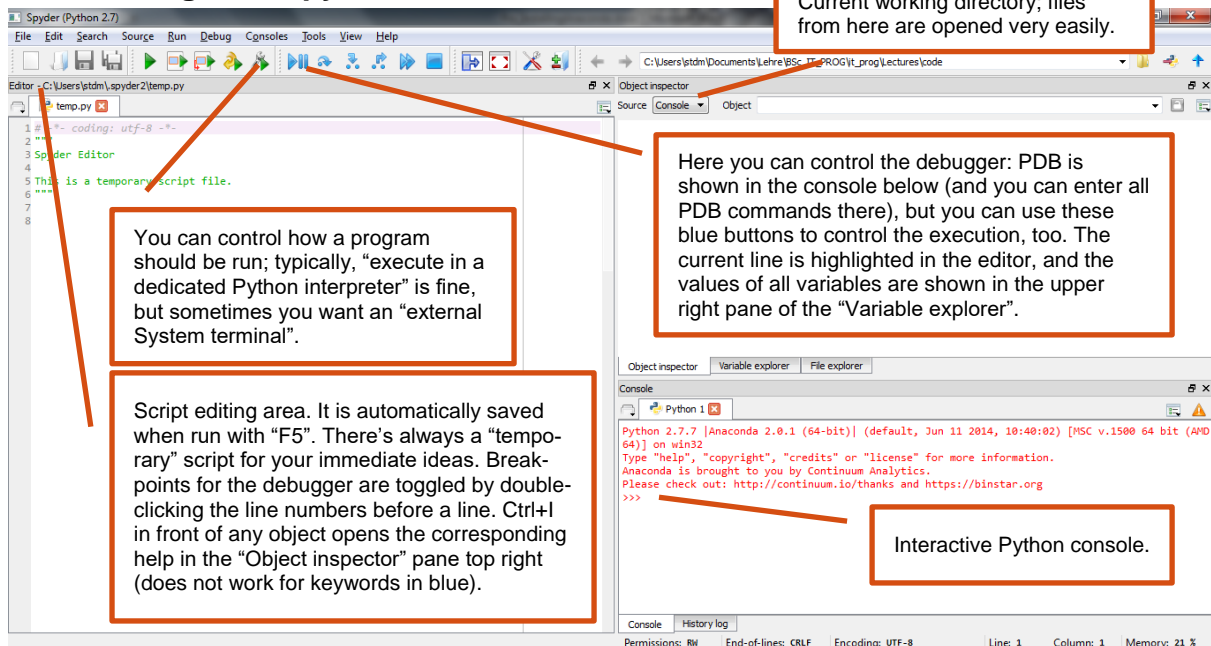 Current working directory; files
from here are opened very easily.
Spyder (Python 2.7)
File Edit Search Source Run Debug Consoles Tools View Help
C:\Users\stdm\Documents\Lehre\BSc_IT_PROG\it_prog\Lectures\code
Editor - C:\Users\stdm\.spyder2\temp.py
temp.py
1 # -*- coding: utf-8 -*-
2 """
3 Spyder Editor
4
5 This is a temporary script file.
6 """
7
8
You can control how a program
should be run; typically, “execute in a
dedicated Python interpreter” is fine,
but sometimes you want an “external
System terminal”.
Script editing area. It is automatically saved
when run with “F5”. There’s always a “tempo-
rary” script for your immediate ideas. Break-
points for the debugger are toggled by double-
clicking the line numbers before a line. Ctrl+I
in front of any object opens the corresponding
help in the “Object inspector” pane top right
(does not work for keywords in blue).
Object inspector
Source Console Object
Here you can control the debugger: PDB is
shown in the console below (and you can enter all
PDB commands there), but you can use these
blue buttons to control the execution, too. The
current line is highlighted in the editor, and the
values of all variables are shown in the upper
right pane of the “Variable explorer”.
Object inspector Variable explorer File explorer
Console
Python 1
Python 2.7.7 |Anaconda 2.0.1 (64-bit)| (default, Jun 11 2014, 10:40:02) [MSC v.1500 64 bit (AMD
64)] on win32
Type "help", "copyright", "credits" or "license" for more information.
Anaconda is brought to you by Continuum Analytics.
Please check out: http://continuum.io/thanks and https://binstar.org
>>>
Interactive Python console.
Console History log
Permissions: RW End-of-lines: CRLF Encoding: UTF-8 Line: 1 Column: 1 Memory: 21 %